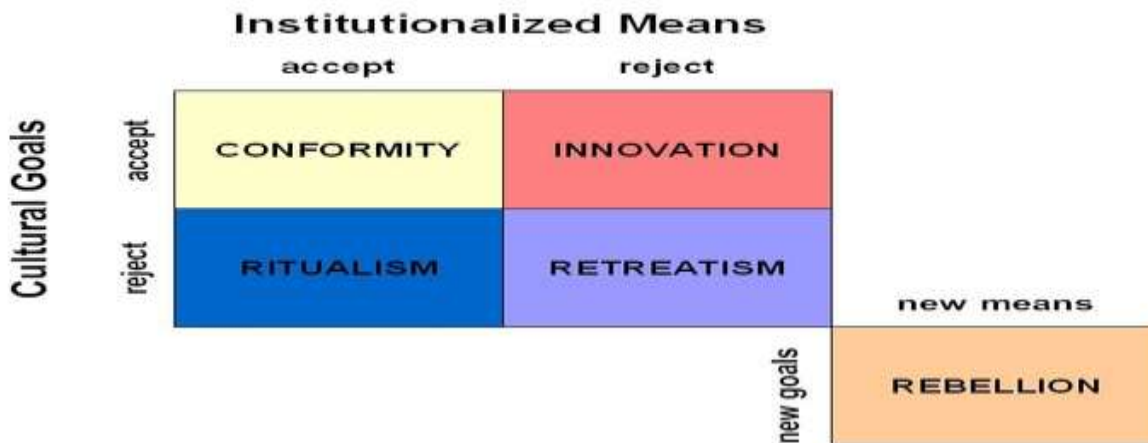 Institutionalized Means
accept reject
Cultural Goals
accept
CONFORMITY INNOVATION
reject
RITUALISM RETREATISM
new means
new goals
REBELLION